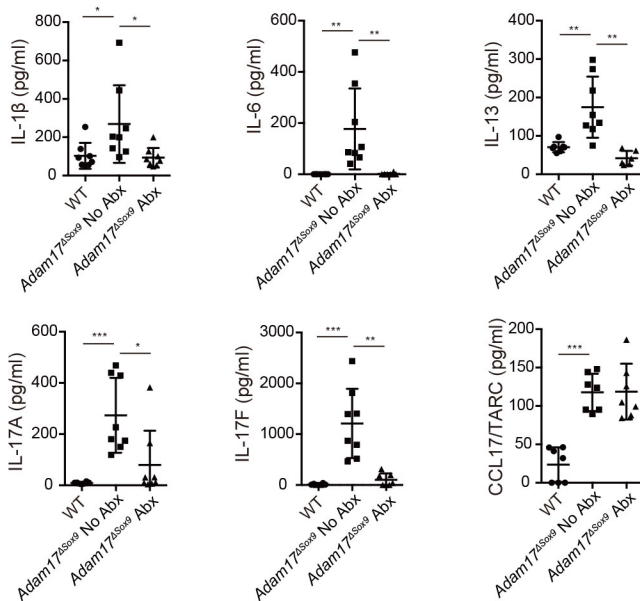 * *
IL-1β (pg/ml)
800
600
400
200
0
WT
Adam17ΔSox9 No Abx
Adam17ΔSox9 Abx
** **
IL-6 (pg/ml)
600
400
200
0
WT
Adam17ΔSox9 No Abx
Adam17ΔSox9 Abx
** **
IL-13 (pg/ml)
400
300
200
100
0
WT
Adam17ΔSox9 No Abx
Adam17ΔSox9 Abx
*** *
IL-17A (pg/ml)
600
400
200
0
WT
Adam17ΔSox9 No Abx
Adam17ΔSox9 Abx
*** **
IL-17F (pg/ml)
3000
2000
1000
0
WT
Adam17ΔSox9 No Abx
Adam17ΔSox9 Abx
***
CCL17/TARC (pg/ml)
200
150
100
50
0
WT
Adam17ΔSox9 No Abx
Adam17ΔSox9 Abx